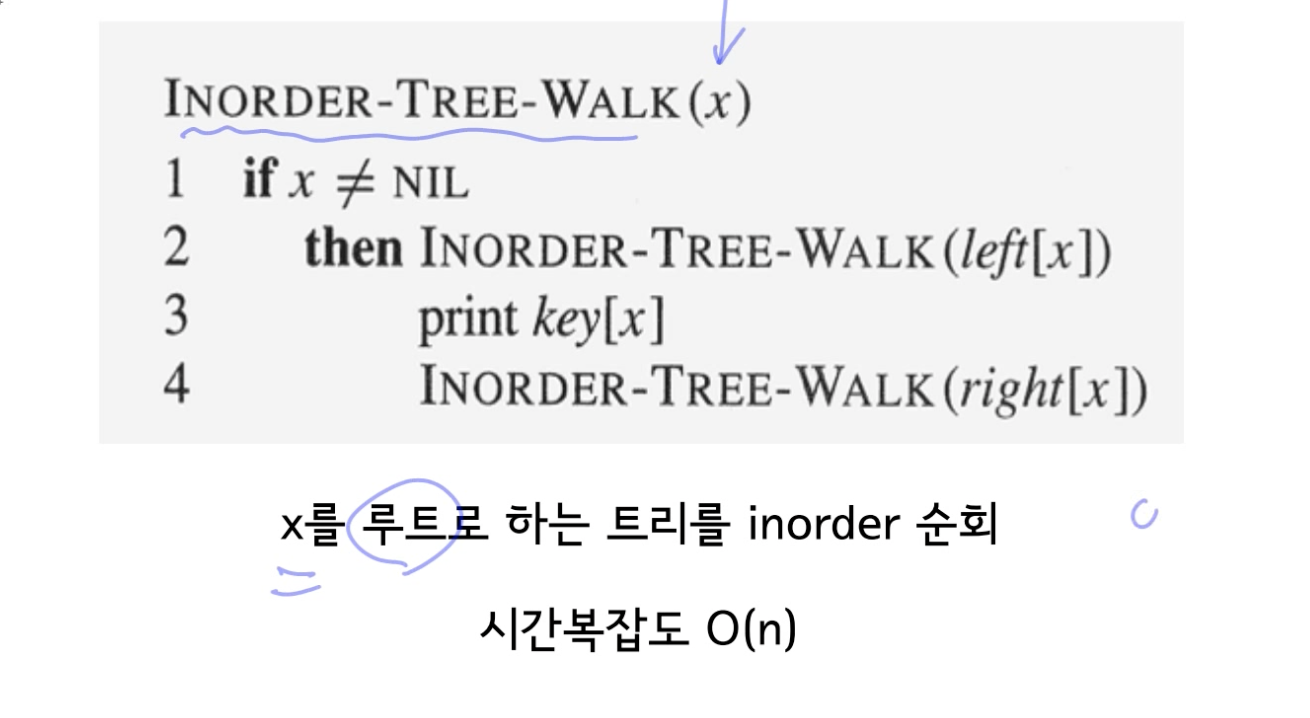 INORDER-TREE-WALK(x)
1 if x ≠ NIL
2 then INORDER-TREE-WALK(left[x])
3 print key[x]
4 INORDER-TREE-WALK(right[x])
x를 루트로 하는 트리를 inorder 순회
시간복잡도 O(n)